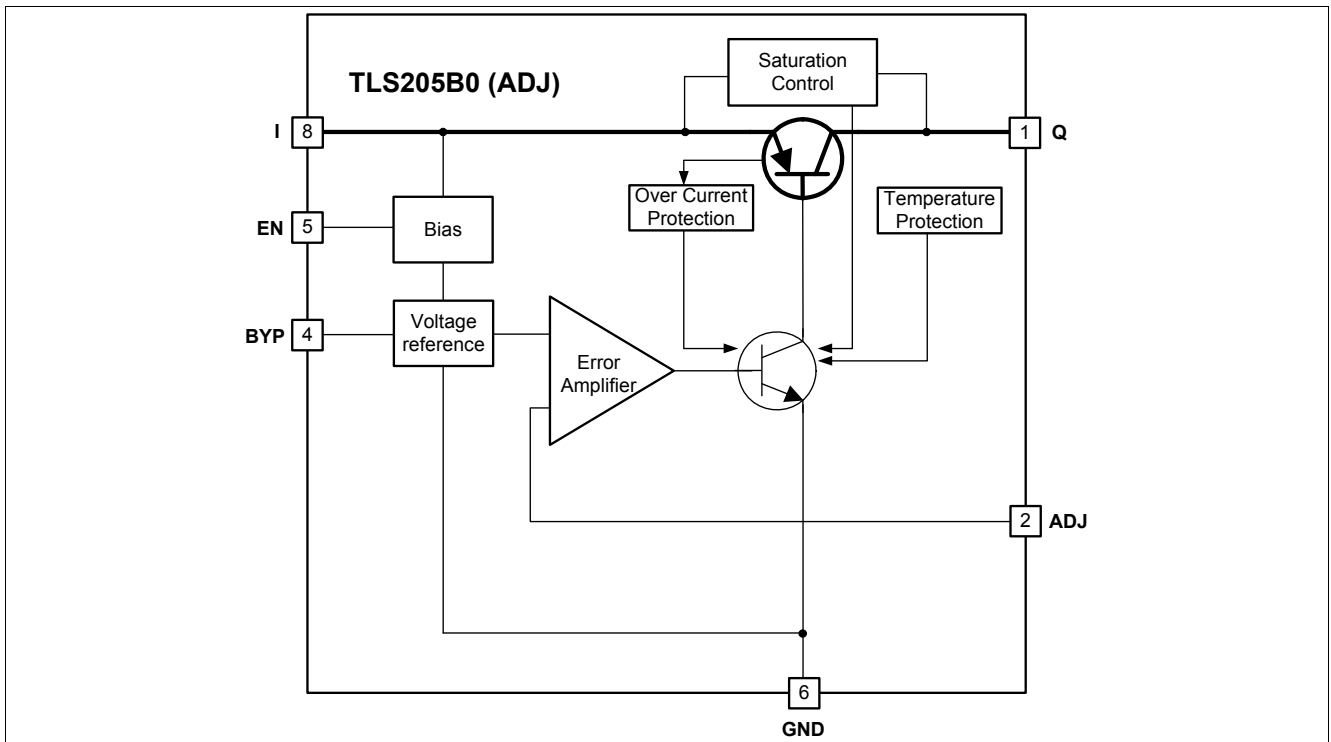 TLS205B0 (ADJ)
Saturation
Control
I
8
1
Q
Over Current
Protection
Temperature
Protection
EN
5
Bias
BYP
4
Voltage
reference
Error
Amplifier
2
ADJ
6
GND